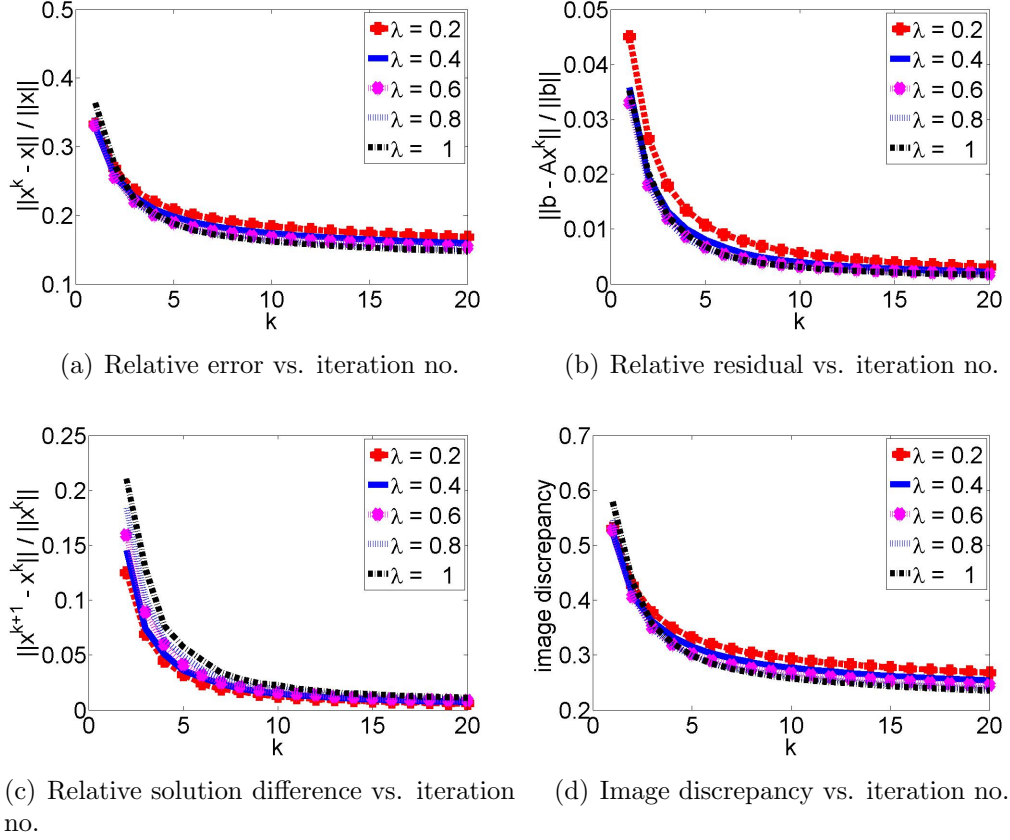 0.5
0.4
0.3
0.2
0.1
0
5
10
15
20
||x^k - x|| / ||x||
k
λ = 0.2
λ = 0.4
λ = 0.6
λ = 0.8
λ = 1
(a) Relative error vs. iteration no.
0.05
0.04
0.03
0.02
0.01
0
0
5
10
15
20
||b - Ax^k|| / ||b||
k
λ = 0.2
λ = 0.4
λ = 0.6
λ = 0.8
λ = 1
(b) Relative residual vs. iteration no.
0.25
0.2
0.15
0.1
0.05
0
0
5
10
15
20
||x^{k+1} - x^k|| / ||x^k||
k
λ = 0.2
λ = 0.4
λ = 0.6
λ = 0.8
λ = 1
(c) Relative solution difference vs. iteration
no.
0.7
0.6
0.5
0.4
0.3
0.2
0
5
10
15
20
image discrepancy
k
λ = 0.2
λ = 0.4
λ = 0.6
λ = 0.8
λ = 1
(d) Image discrepancy vs. iteration no.